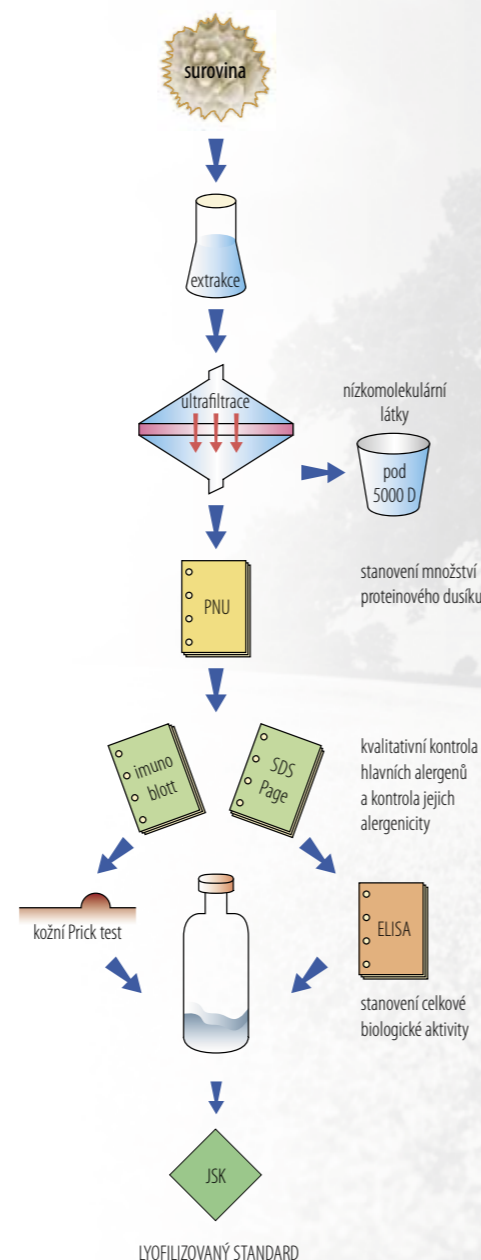 surovina
extrakce
ultrafiltrace
nízkomolekulární
látky
pod
5000 D
PNU
stanovení množství
proteinového dusíku
imuno
blott
SDS
Page
kvalitativní kontrola
hlavních alergenů
a kontrola jejich
alergenicity
kožní Prick test
ELISA
stanovení celkové
biologické aktivity
JSK
LYOFILIZOVANÝ STANDARD